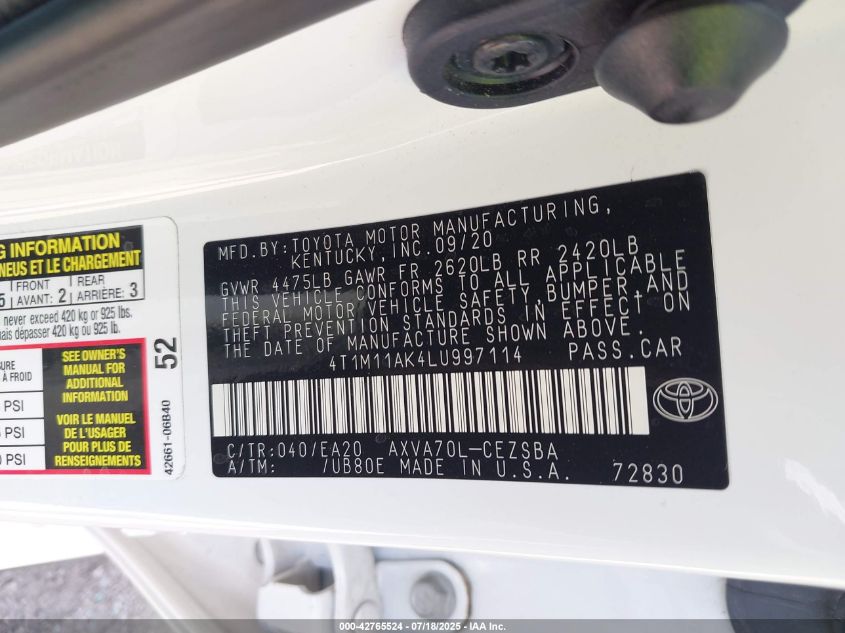 G INFORMATION
NEUS ET LE CHARGEMENT
FRONT REAR
AVANT: 2 ARRIÈRE: 3
never exceed 420 kg or 925 lbs.
mais dépasser 420 kg ou 925 lb.
À FROID
PSI
PSI
PSI
SEE OWNER'S
MANUAL FOR
ADDITIONAL
INFORMATION
VOIR LE MANUEL
DE L'USAGER
POUR PLUS DE
RENSEIGNEMENTS
52
42661-06B40
MFD.BY:TOYOTA MOTOR MANUFACTURING,
KENTUCKY,INC.09/20
GVWR 4475LB GAWR FR 2620LB RR 2420LB
THIS VEHICLE CONFORMS TO ALL APPLICABLE
FEDERAL MOTOR VEHICLE SAFETY,BUMPER,AND
THEFT PREVENTION STANDARDS IN EFFECT ON
THE DATE OF MANUFACTURE SHOWN ABOVE.
4T1M11AK4LU997114 PASS.CAR
C/TR:040/EA20 AXVA70L-CEZSBA
A/TM: /UB80E MADE IN U.S.A. 72830
000-42765524 - 07/18/2025 - IAA Inc.